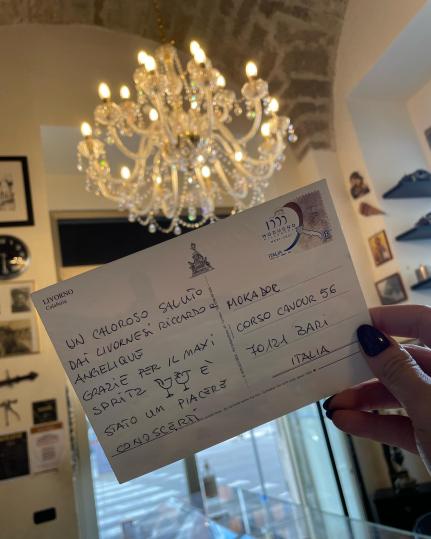 LIVORNO
UN CALOROSO SALUTO
DAI LIVORNESI RICCARDO e
ANGELIQUE
GRAZIE PER IL MAXI
SPRITZ È
STATO UN PIACERE
CONOSCERTI
ITALIA
MOKADOR
CORSO CAVOUR 56
70121 BARI
ITALIA